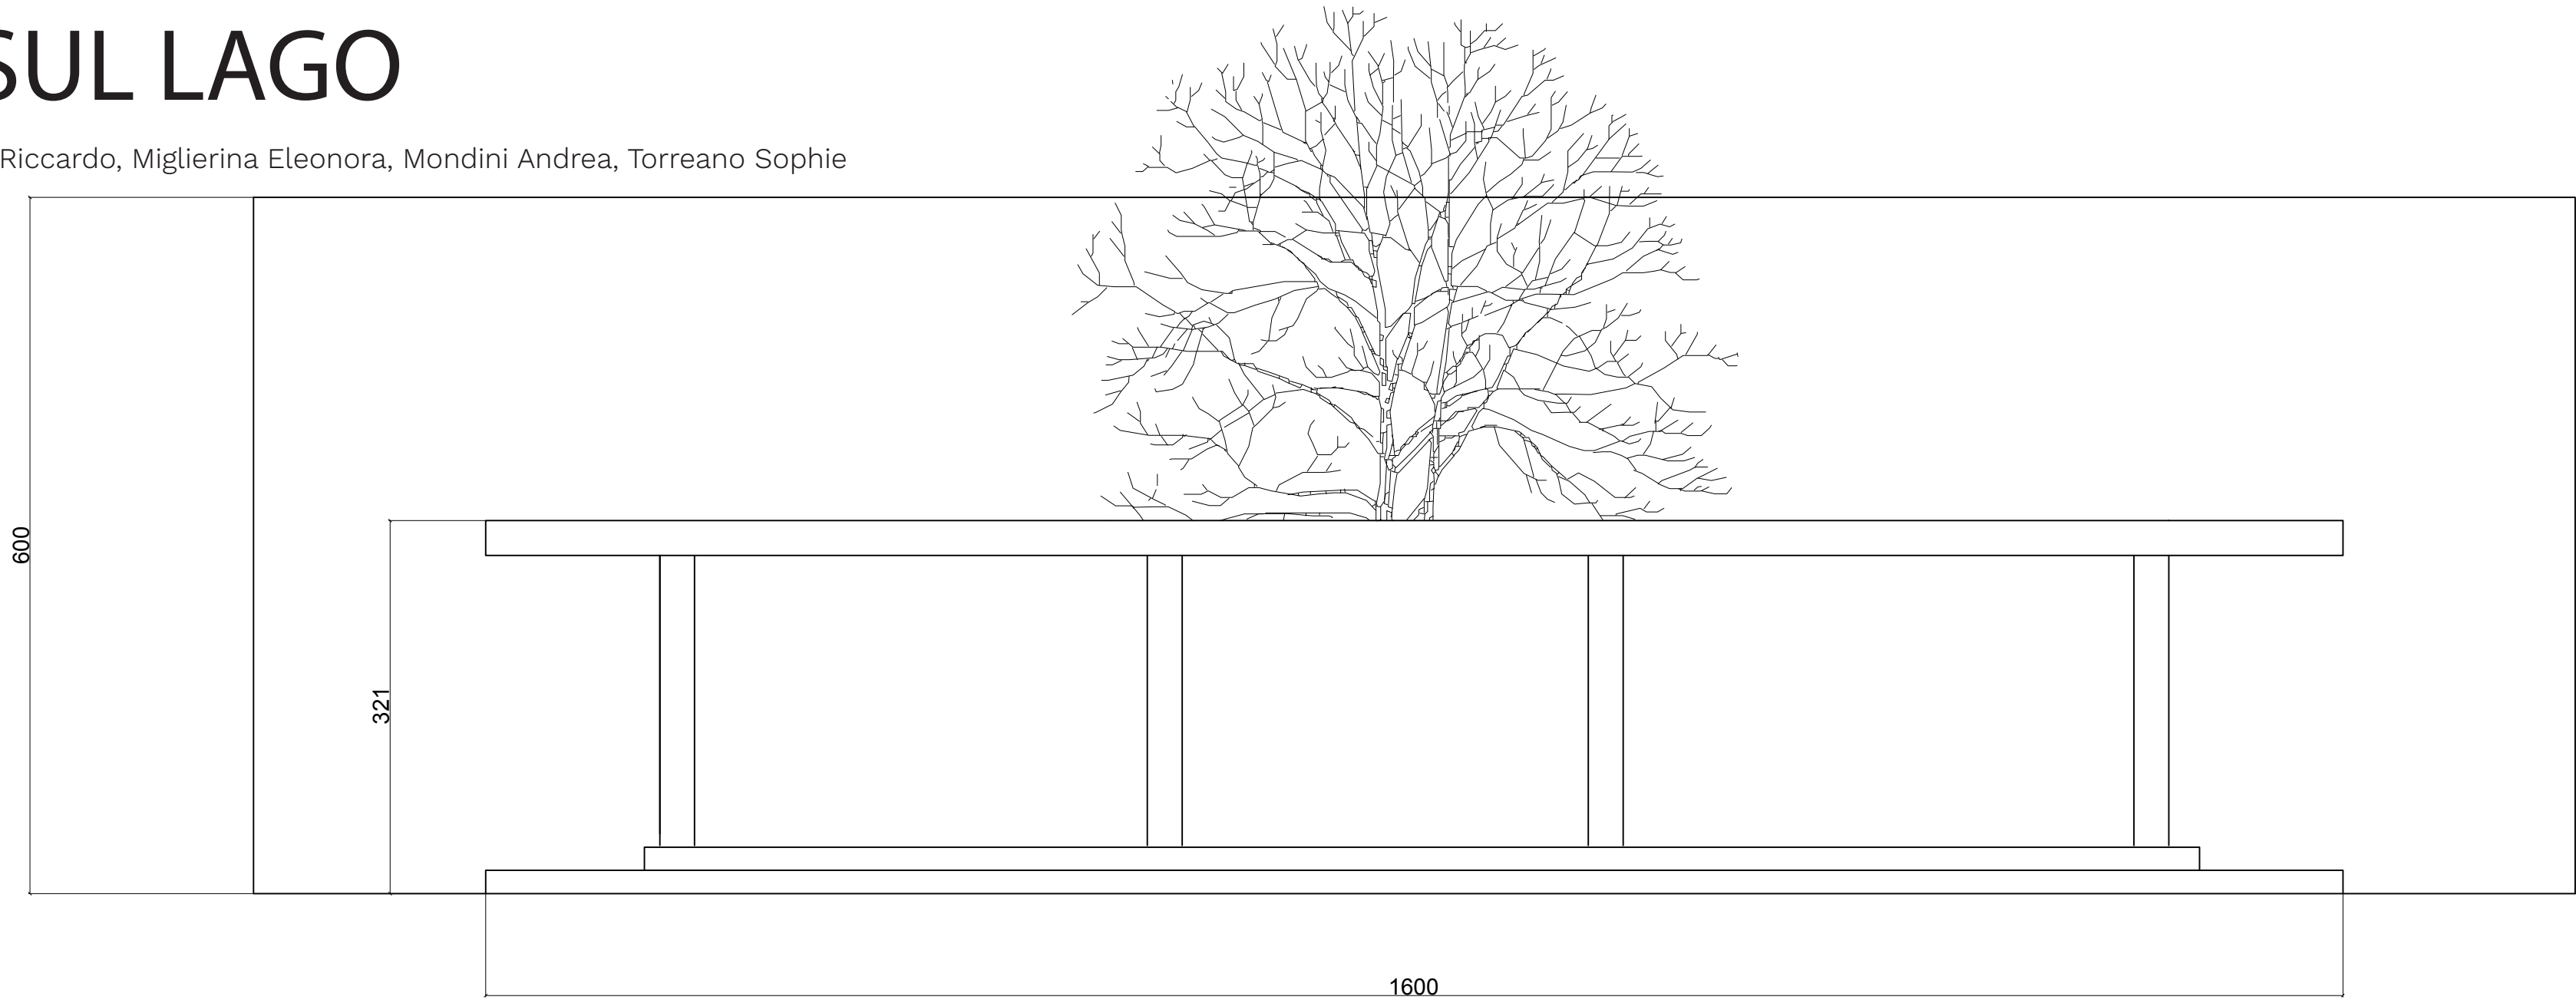 SUL LAGO
Riccardo, Miglierina Eleonora, Mondini Andrea, Torreano Sophie
600
321
1600